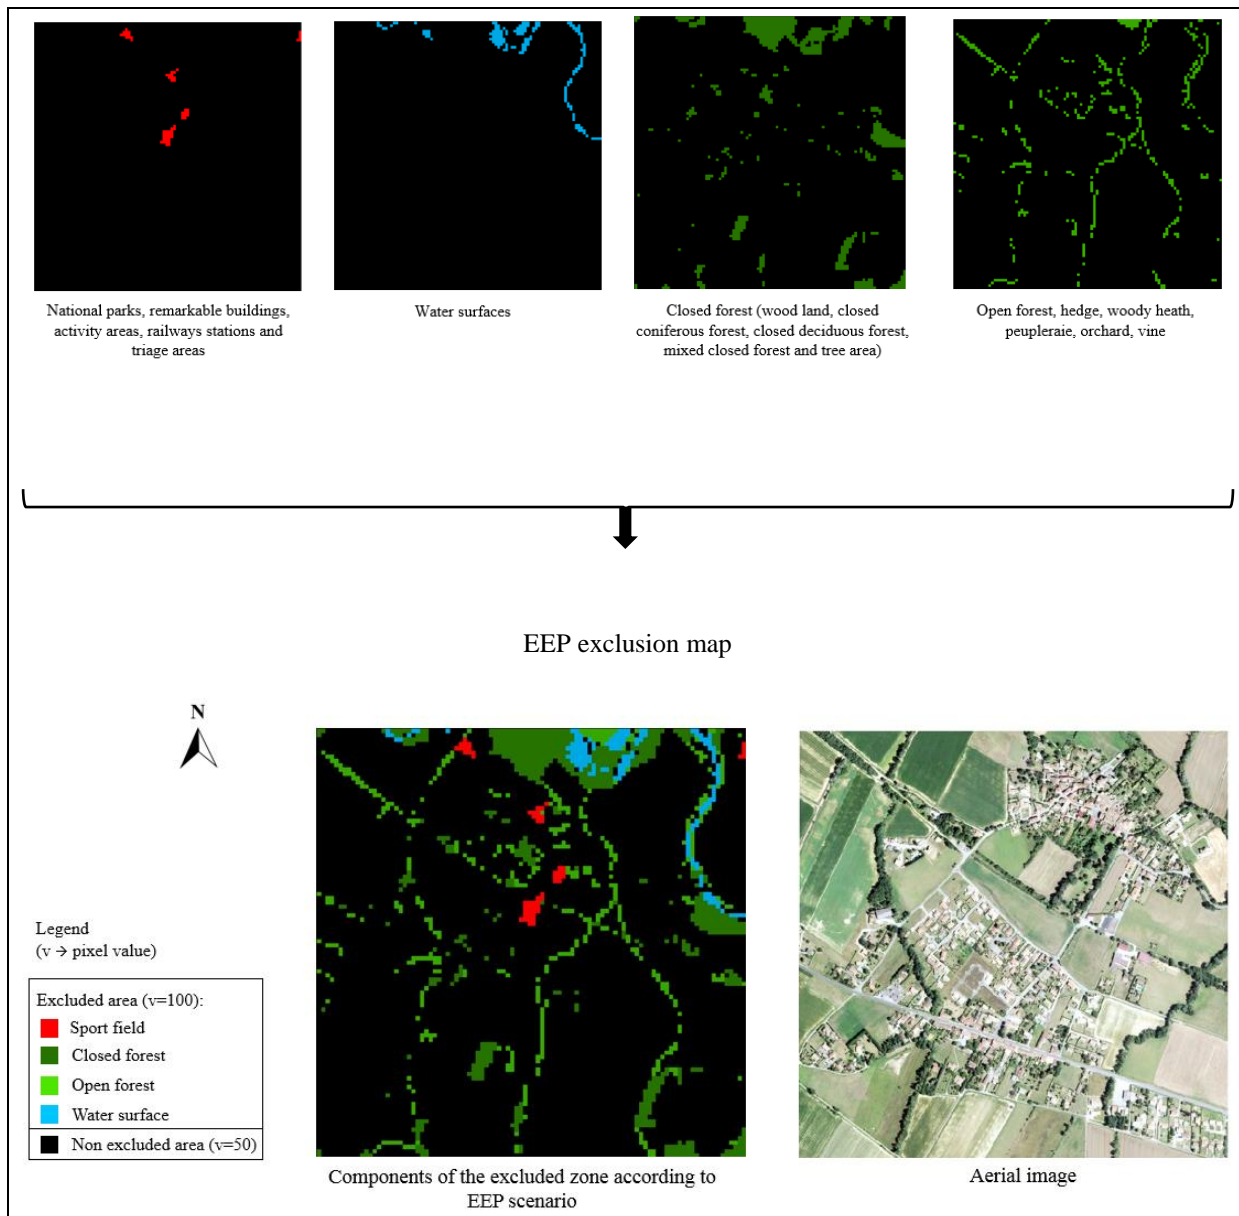 National parks, remarkable buildings,
activity areas, railways stations and
triage areas
Water surfaces
Closed forest (wood land, closed
coniferous forest, closed deciduous forest,
mixed closed forest and tree area)
Open forest, hedge, woody heath,
peupleraie, orchard, vine
EEP exclusion map
N
Legend
(v → pixel value)
Excluded area (v=100):
Sport field
Closed forest
Open forest
Water surface
Non excluded area (v=50)
Components of the excluded zone according to
EEP scenario
Aerial image